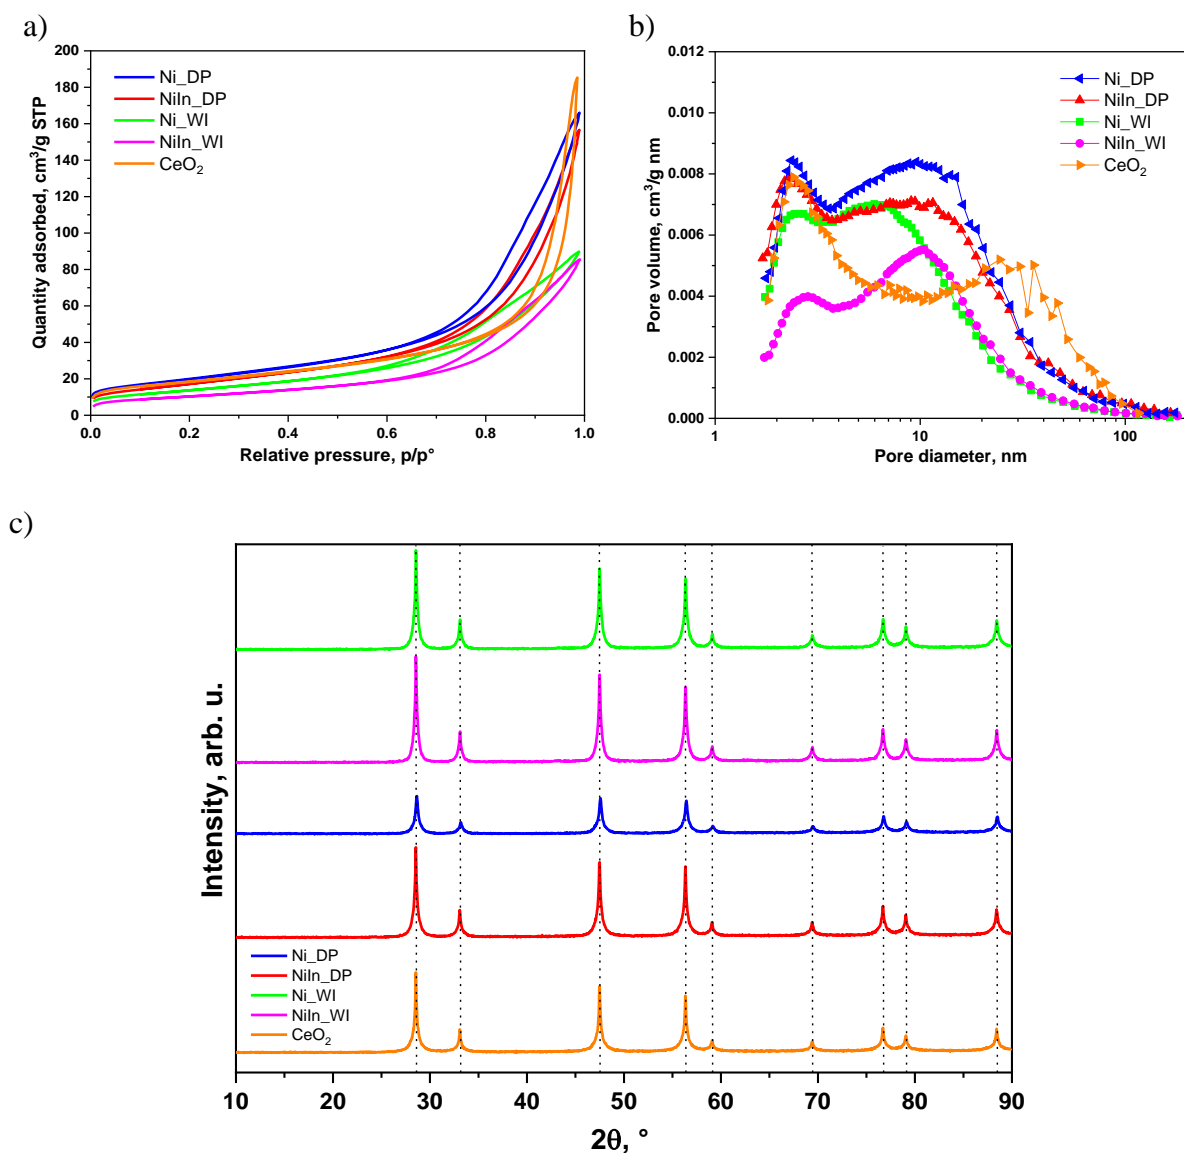 a)
200
180
160
140
120
100
80
60
40
20
0
0.0 0.2 0.4 0.6 0.8 1.0
Quantity adsorbed, cm³/g STP
Relative pressure, p/p°
Ni_DP
NiIn_DP
Ni_WI
NiIn_WI
CeO₂
b)
0.012
0.010
0.008
0.006
0.004
0.002
0.000
1 10 100
Pore volume, cm³/g nm
Pore diameter, nm
Ni_DP
NiIn_DP
Ni_WI
NiIn_WI
CeO₂
c)
Intensity, arb. u.
Ni_DP
NiIn_DP
Ni_WI
NiIn_WI
CeO₂
10 20 30 40 50 60 70 80 90
2θ, °